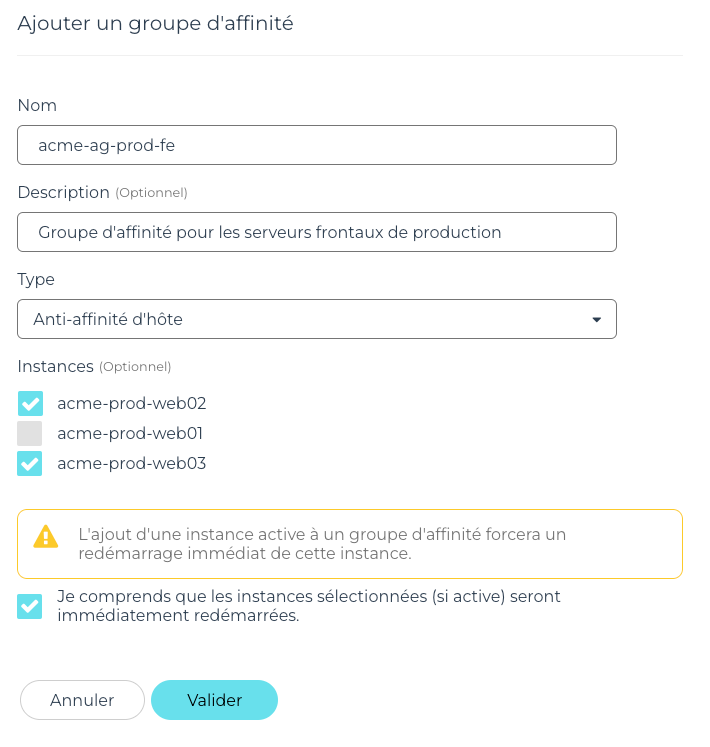 Ajouter un groupe d'affinité
Nom
acme-ag-prod-fe
Description (Optionnel)
Groupe d'affinité pour les serveurs frontaux de production
Type
Anti-affinité d'hôte
Instances (Optionnel)
acme-prod-web02
acme-prod-web01
acme-prod-web03
L'ajout d'une instance active à un groupe d'affinité forcera un
redémarrage immédiat de cette instance.
Je comprends que les instances sélectionnées (si active) seront
immédiatement redémarrées.
Annuler
Valider